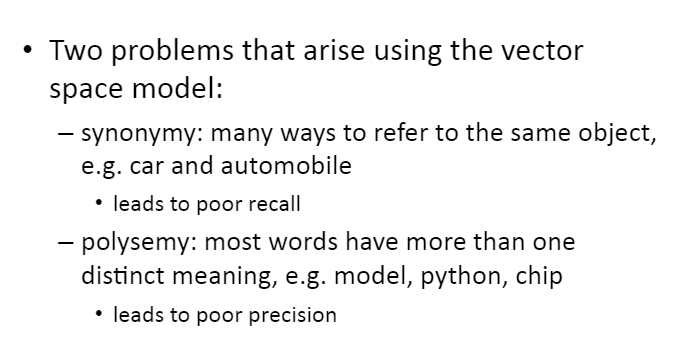 • Two problems that arise using the vector
space model:
– synonymy: many ways to refer to the same object,
e.g. car and automobile
• leads to poor recall
– polysemy: most words have more than one
distinct meaning, e.g. model, python, chip
• leads to poor precision